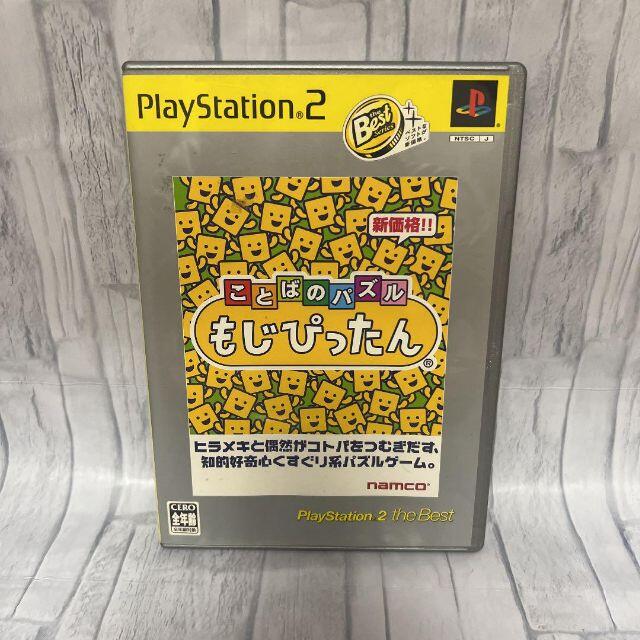 PlayStation®2
The Best Series
NTSC J
新価格!!
ことばのパズル
もじぴったん®
ヒラメキと偶然がコトバをつむぎだす、
知的好奇心くすぐり系パズルゲーム。
namco®
CERO
全年齢
PlayStation®2 the Best